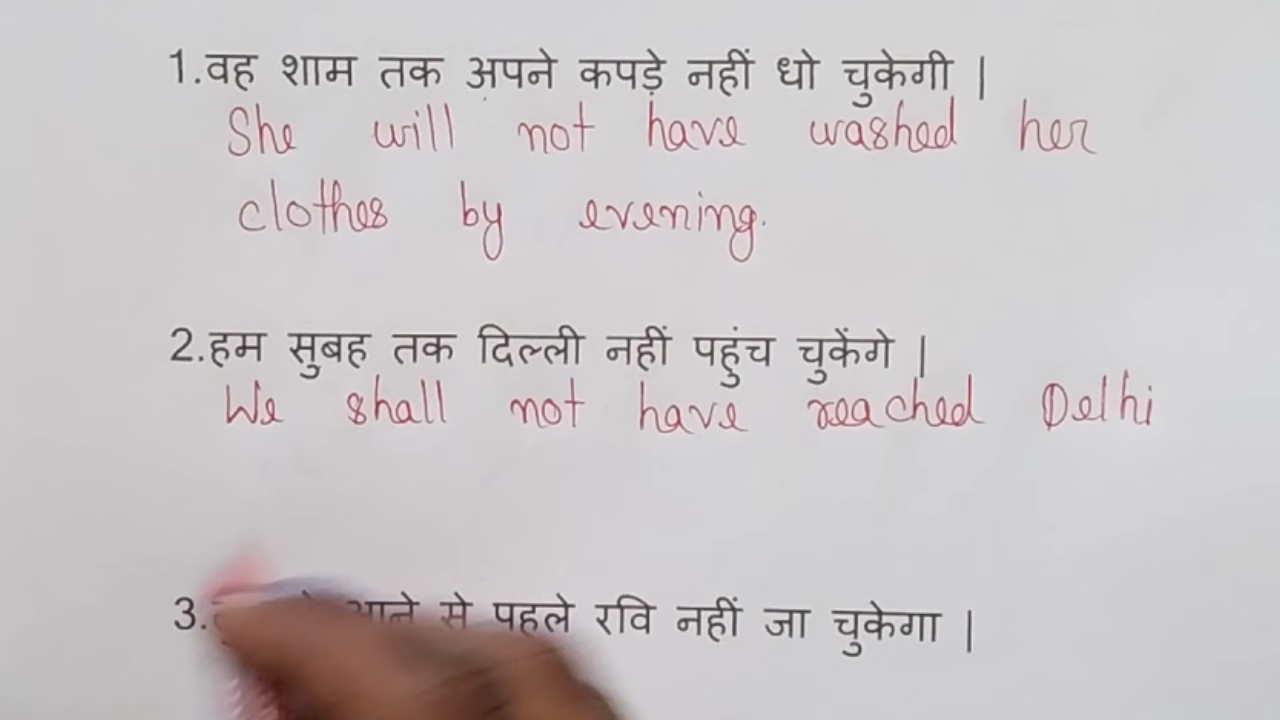 1.वह शाम तक अपने कपड़े नहीं धो चुकेगी |
She will not have washed her
clothes by evening.
2.हम सुबह तक दिल्ली नहीं पहुंच चुकेंगे |
We shall not have reached Delhi
3. आने से पहले रवि नहीं जा चुकेगा |